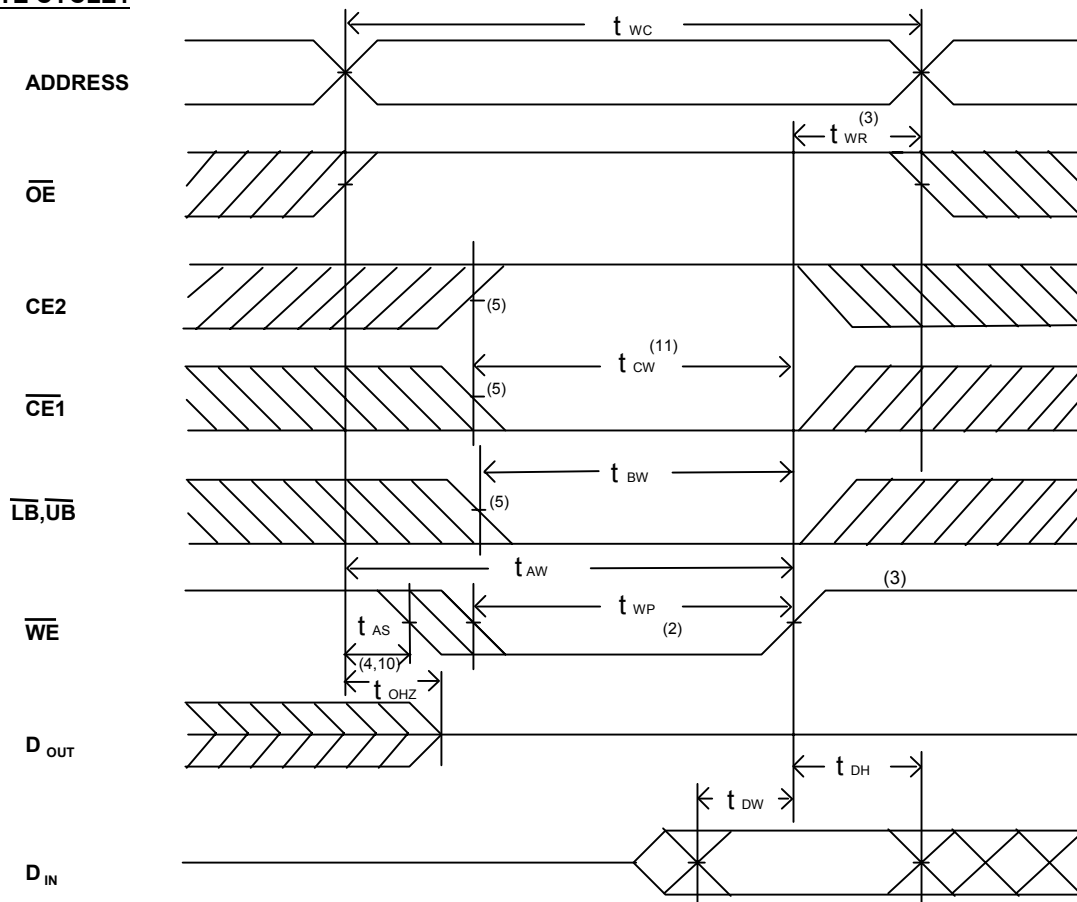 t WC
ADDRESS
t WR (3)
OE
CE2
(5)
t CW (11)
CE1
(5)
t BW
LB,UB
(5)
t AW
(3)
WE
t AS
t WP
(2)
(4,10)
t OHZ
D OUT
t DH
t DW
D IN